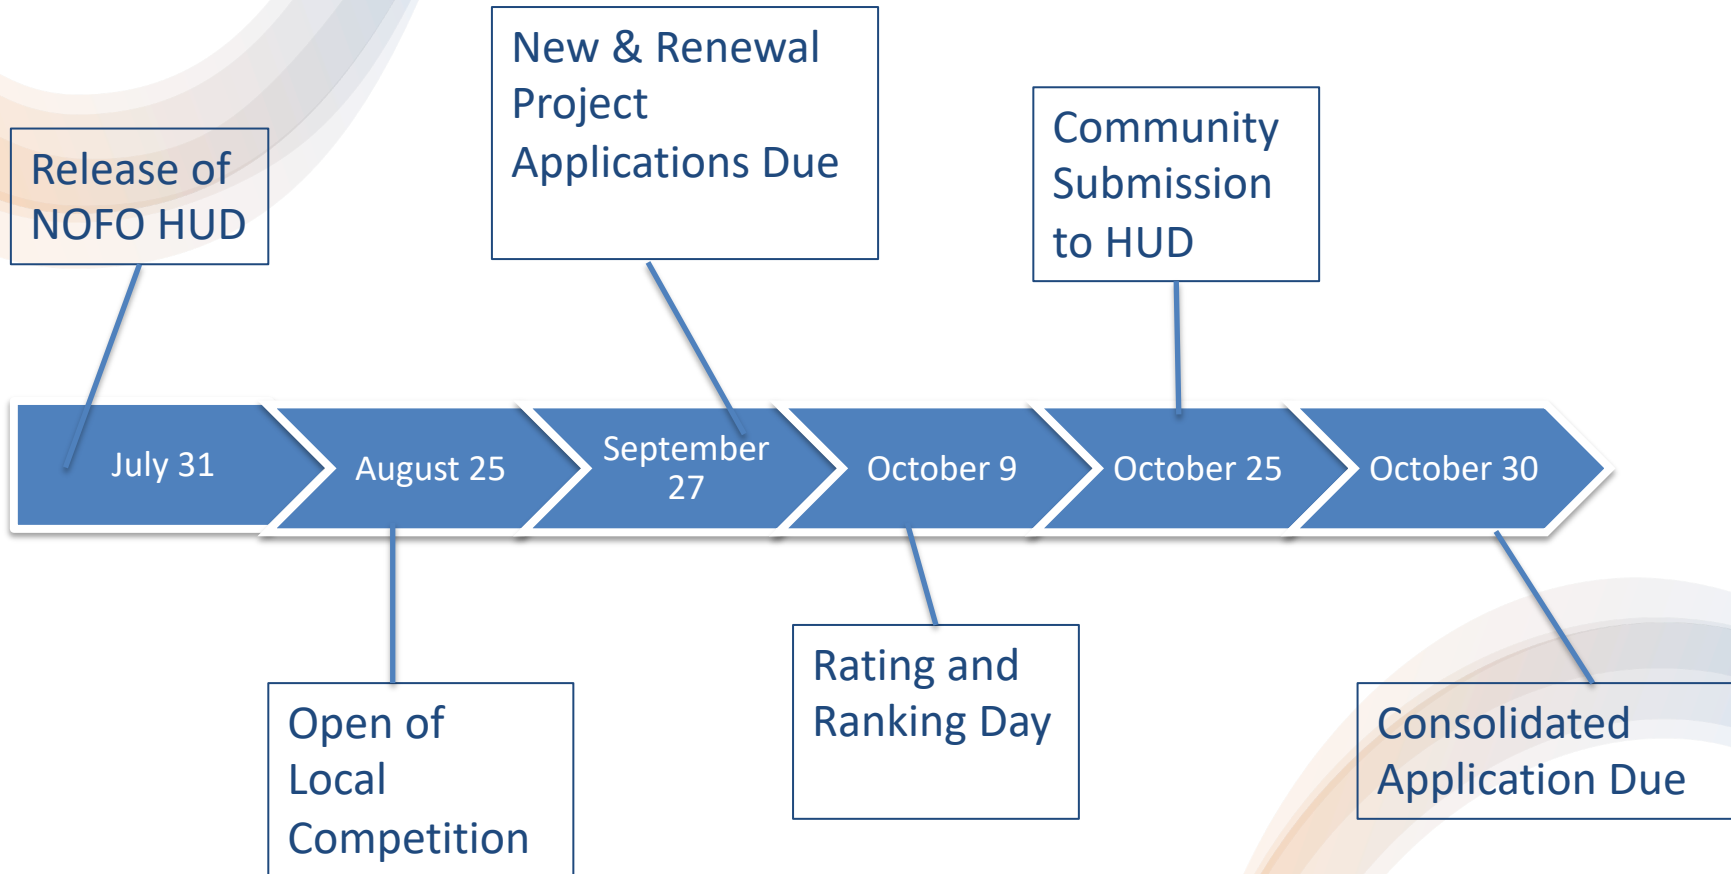 New & Renewal
Project
Applications Due
Community
Submission
to HUD
Release of
NOFO HUD
July 31
August 25
September
27
October 9
October 25
October 30
Open of
Local
Competition
Rating and
Ranking Day
Consolidated
Application Due